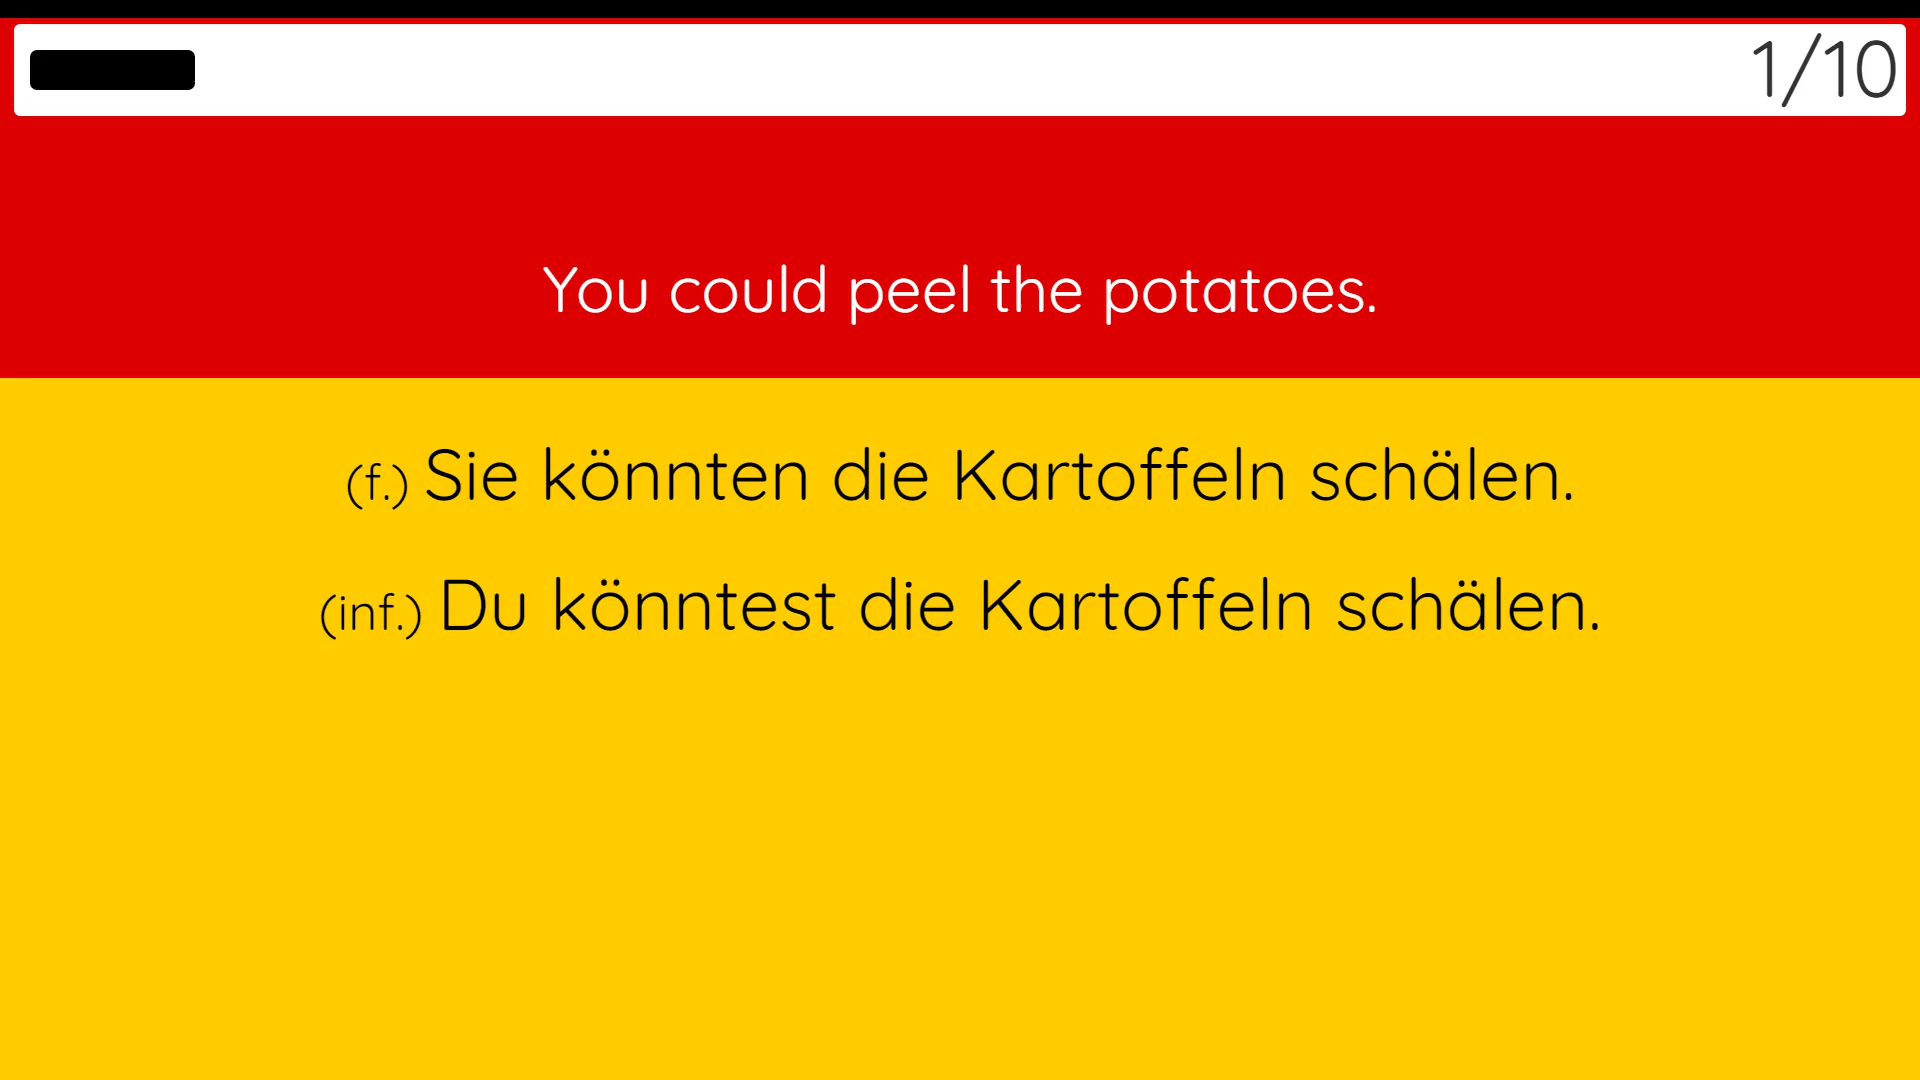 1/10
You could peel the potatoes.
(f.) Sie könnten die Kartoffeln schälen.
(inf.) Du könntest die Kartoffeln schälen.